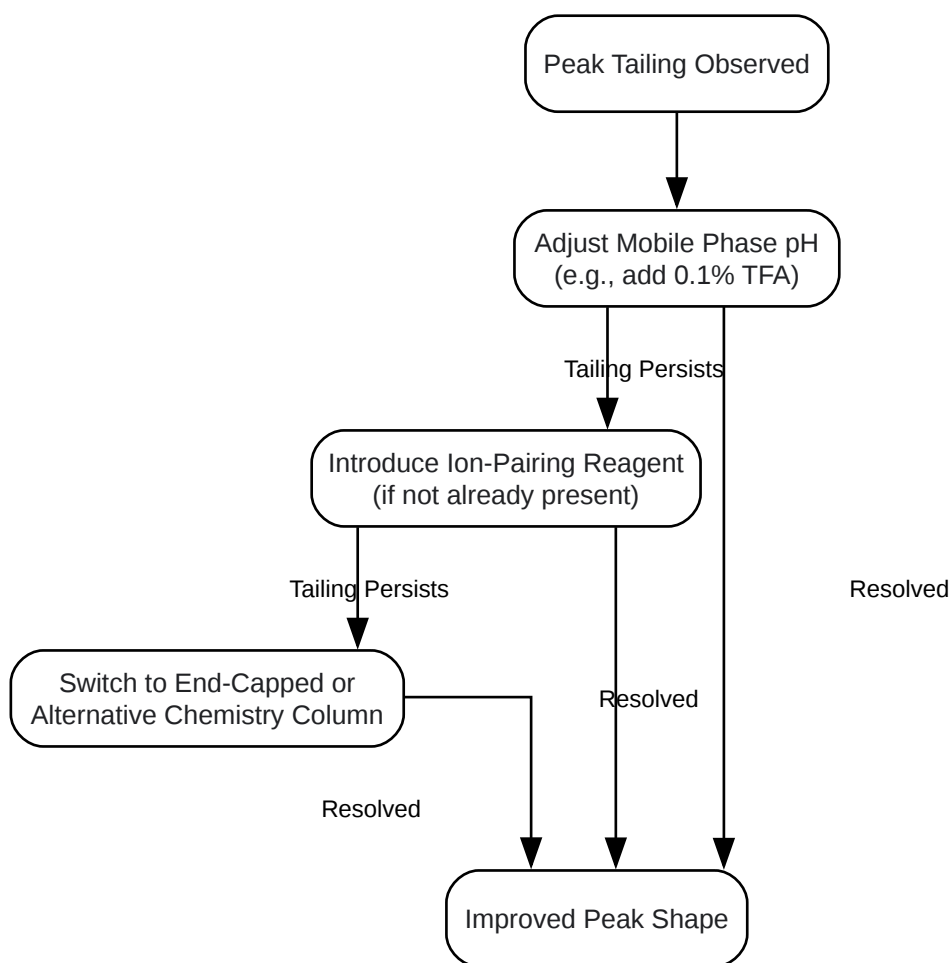 Peak Tailing Observed
Adjust Mobile Phase pH
(e.g., add 0.1% TFA)
Tailing Persists
Introduce Ion-Pairing Reagent
(if not already present)
Tailing Persists
Resolved
Switch to End-Capped or
Alternative Chemistry Column
Resolved
Resolved
Improved Peak Shape